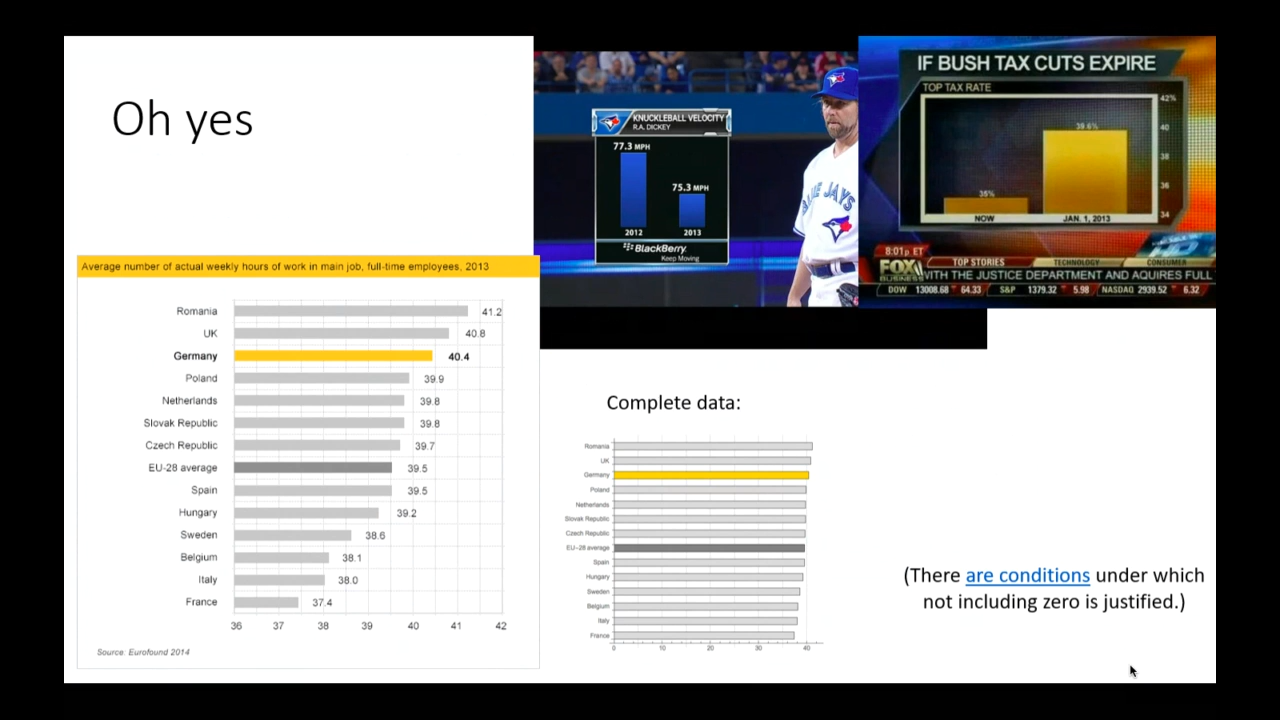 Oh yes
KNUCKLEBALL VELOCITY
R.A. DICKEY
77.3 MPH
75.3 MPH
2012 2013
BlackBerry
Keep Moving
BLUE JAYS
IF BUSH TAX CUTS EXPIRE
TOP TAX RATE
42%
40
38
36
34
39.6%
35%
NOW JAN. 1, 2013
8:01p ET
TOP STORIES TECHNOLOGY CONSUMER
FOX
BUSINESS
WITH THE JUSTICE DEPARTMENT AND AQUIRES FULL
DOW 13008.68 64.33 S&P 1379.32 5.98 NASDAQ 2939.52 6.32
Average number of actual weekly hours of work in main job, full-time employees, 2013
Romania 41.2
UK 40.8
Germany 40.4
Poland 39.9
Netherlands 39.8
Slovak Republic 39.8
Czech Republic 39.7
EU-28 average 39.5
Spain 39.5
Hungary 39.2
Sweden 38.6
Belgium 38.1
Italy 38.0
France 37.4
36 37 38 39 40 41 42
Source: Eurofound 2014
Complete data:
Romania
UK
Germany
Poland
Netherlands
Slovak Republic
Czech Republic
EU-28 average
Spain
Hungary
Sweden
Belgium
Italy
France
0 10 20 30 40
(There are conditions under which
not including zero is justified.)